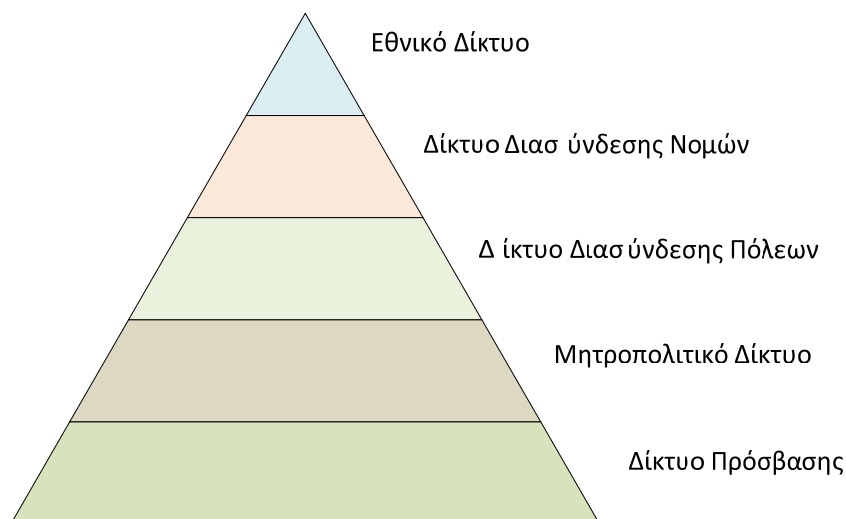 Εθνικό Δίκτυο
Δίκτυο Διασ ύνδεσης Νομών
Δ ίκτυο Διασύνδεσης Πόλεων
Μητροπολιτικό Δίκτυο
Δίκτυο Πρόσβασης